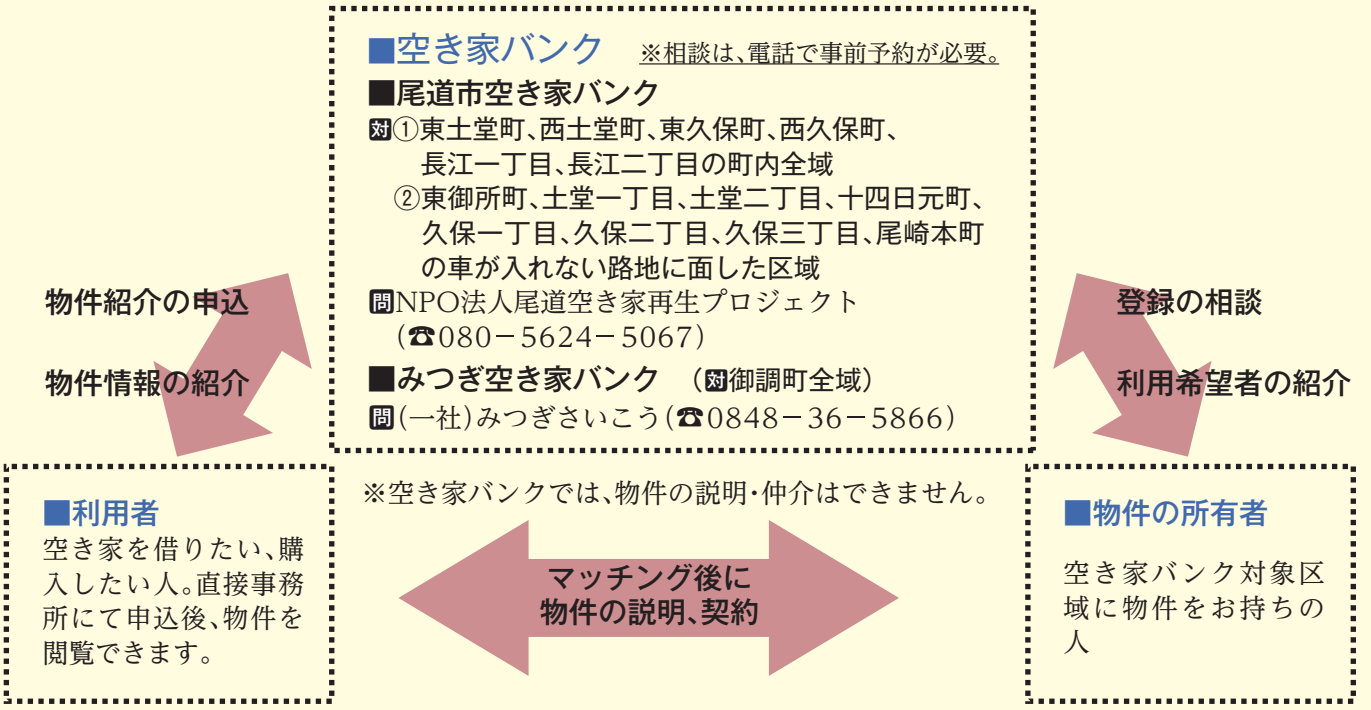 ■空き家バンク ※相談は、電話で事前予約が必要。
■尾道市空き家バンク
対①東土堂町、西土堂町、東久保町、西久保町、
長江一丁目、長江二丁目の町内全域
②東御所町、土堂一丁目、土堂二丁目、十四日元町、
久保一丁目、久保二丁目、久保三丁目、尾崎本町
の車が入れない路地に面した区域
問NPO法人尾道空き家再生プロジェクト
(☎080-5624-5067)
■みつぎ空き家バンク (対御調町全域)
問(一社)みつぎさいこう(☎0848-36-5866)
物件紹介の申込
物件情報の紹介
登録の相談
利用希望者の紹介
※空き家バンクでは、物件の説明・仲介はできません。
■利用者
空き家を借りたい、購
入したい人。直接事務
所にて申込後、物件を
閲覧できます。
マッチング後に
物件の説明、契約
■物件の所有者
空き家バンク対象区
域に物件をお持ちの
人